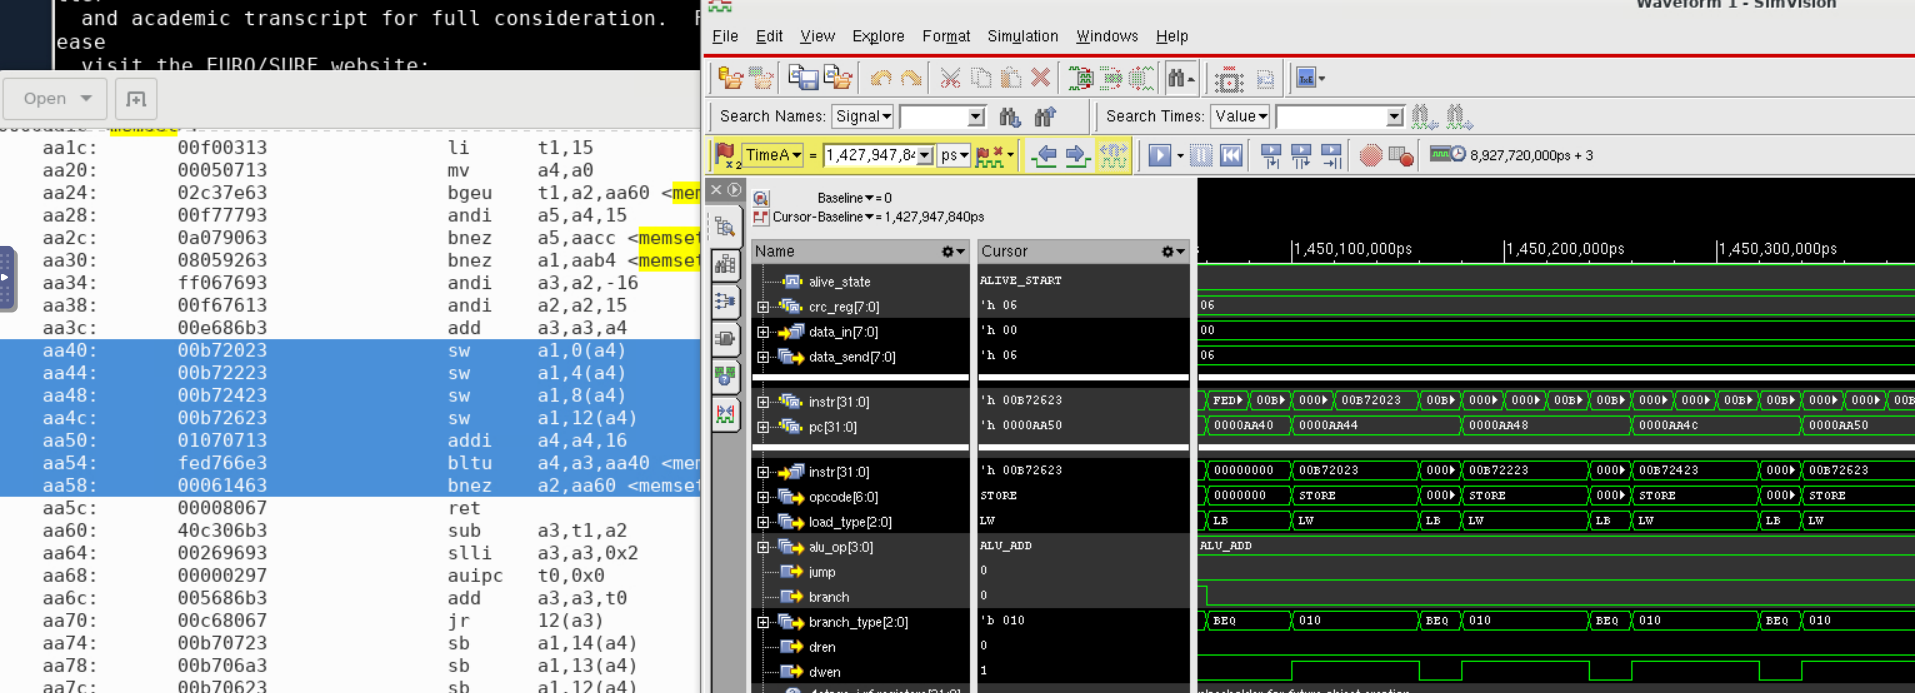 and academic transcript for full consideration.
ease
visit the EURO/SURF website:
Open
aa1c: 00f00313 li t1,15
aa20: 00050713 mv a4,a0
aa24: 02c37e63 bgeu t1,a2,aa60 <mem
aa28: 00f77793 andi a5,a4,15
aa2c: 0a079063 bnez a5,aacc <memset
aa30: 08059263 bnez a1,aab4 <memset
aa34: ff067693 andi a3,a2,-16
aa38: 00f67613 andi a2,a2,15
aa3c: 00e686b3 add a3,a3,a4
aa40: 00b72023 sw a1,0(a4)
aa44: 00b72223 sw a1,4(a4)
aa48: 00b72423 sw a1,8(a4)
aa4c: 00b72623 sw a1,12(a4)
aa50: 01070713 addi a4,a4,16
aa54: fed766e3 bltu a4,a3,aa40 <mem
aa58: 00061463 bnez a2,aa60 <memset
aa5c: 00008067 ret
aa60: 40c306b3 sub a3,t1,a2
aa64: 00269693 slli a3,a3,0x2
aa68: 00000297 auipc t0,0x0
aa6c: 005686b3 add a3,a3,t0
aa70: 00c68067 jr 12(a3)
aa74: 00b70723 sb a1,14(a4)
aa78: 00b706a3 sb a1,13(a4)
aa7c: 00b70623 sb a1,12(a4)
Waveform 1 - SimVision
File Edit View Explore Format Simulation Windows Help
Search Names: Signal Search Times: Value
x2 TimeA = 1,427,947,84 ps 8,927,720,000ps + 3
Baseline = 0
Cursor-Baseline = 1,427,947,840ps
Name Cursor 1,450,100,000ps 1,450,200,000ps 1,450,300,000ps
alive_state ALIVE_START
crc_reg[7:0] 'h 06 06
data_in[7:0] 'h 00 00
data_send[7:0] 'h 06 06
instr[31:0] 'h 00B72623 FED 00B 000 00B72023 00B 000 000 00B 000 000 00B 00B 000 000 00B
pc[31:0] 'h 0000AA50 0000AA40 0000AA44 0000AA48 0000AA4C 0000AA50
instr[31:0] 'h 00B72623 00000000 00B72023 000 00B72223 000 00B72423 000 00B72623
opcode[6:0] STORE 0000000 STORE 000 STORE 000 STORE 000 STORE
load_type[2:0] LW LB LW LB LW LB LW LB LW
alu_op[3:0] ALU_ADD ALU_ADD
jump 0
branch 0
branch_type[2:0] 'b 010 BEQ 010 BEQ 010 BEQ 010 BEQ 010
dren 0
dwen 1